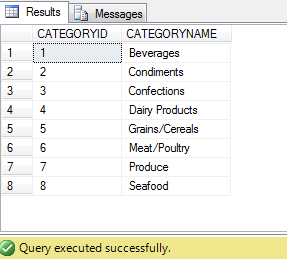 Results Messages
CATEGORYID CATEGORYNAME
1 1 Beverages
2 2 Condiments
3 3 Confections
4 4 Dairy Products
5 5 Grains/Cereals
6 6 Meat/Poultry
7 7 Produce
8 8 Seafood
Query executed successfully.